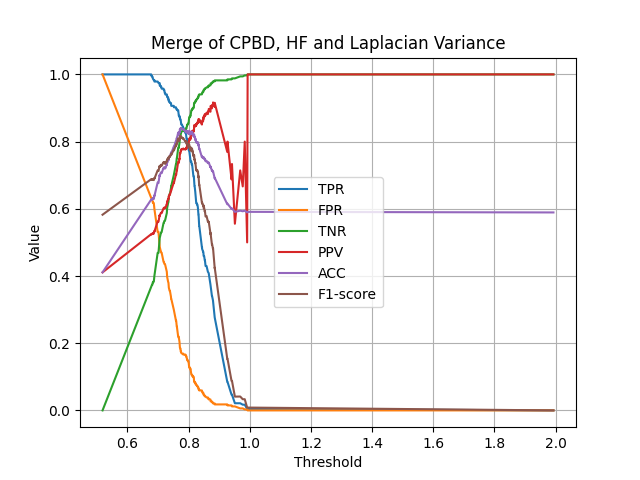 Merge of CPBD, HF and Laplacian Variance
Value
1.0
0.8
0.6
0.4
0.2
0.0
TPR
FPR
TNR
PPV
ACC
F1-score
0.6 0.8 1.0 1.2 1.4 1.6 1.8 2.0
Threshold